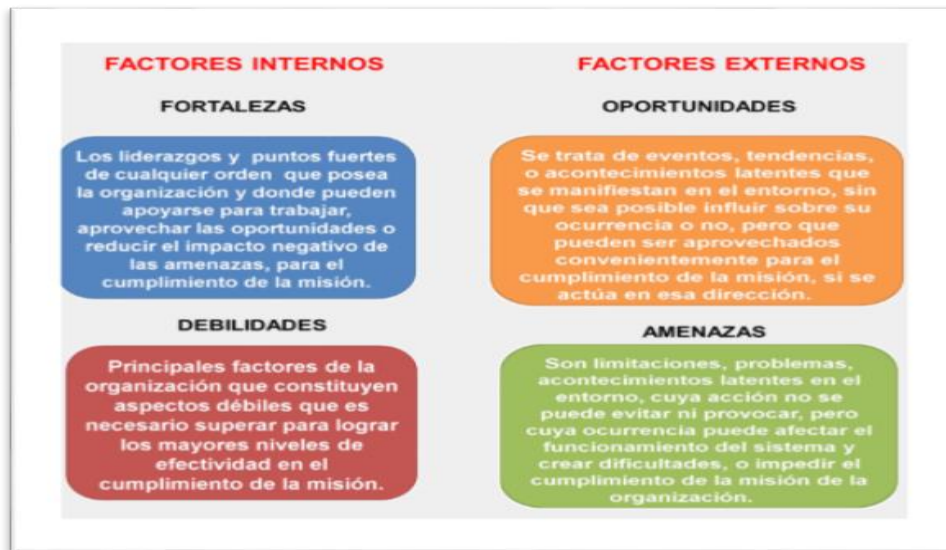 FACTORES INTERNOS
FORTALEZAS
Los liderazgos y puntos fuertes
de cualquier orden que posea
la organización y donde pueden
apoyarse para trabajar,
aprovechar las oportunidades o
reducir el impacto negativo de
las amenazas, para el
cumplimiento de la misión.
DEBILIDADES
Principales factores de la
organización que constituyen
aspectos débiles que es
necesario superar para lograr
los mayores niveles de
efectividad en el
cumplimiento de la misión.
FACTORES EXTERNOS
OPORTUNIDADES
Se trata de eventos, tendencias,
o acontecimientos latentes que
se manifiestan en el entorno, sin
que sea posible influir sobre su
ocurrencia o no, pero que
pueden ser aprovechados
convenientemente para el
cumplimiento de la misión, si se
actúa en esa dirección.
AMENAZAS
Son limitaciones, problemas,
acontecimientos latentes en el
entorno, cuya acción no se
puede evitar ni provocar, pero
cuya ocurrencia puede afectar el
funcionamiento del sistema y
crear dificultades, o impedir el
cumplimiento de la misión de la
organización.